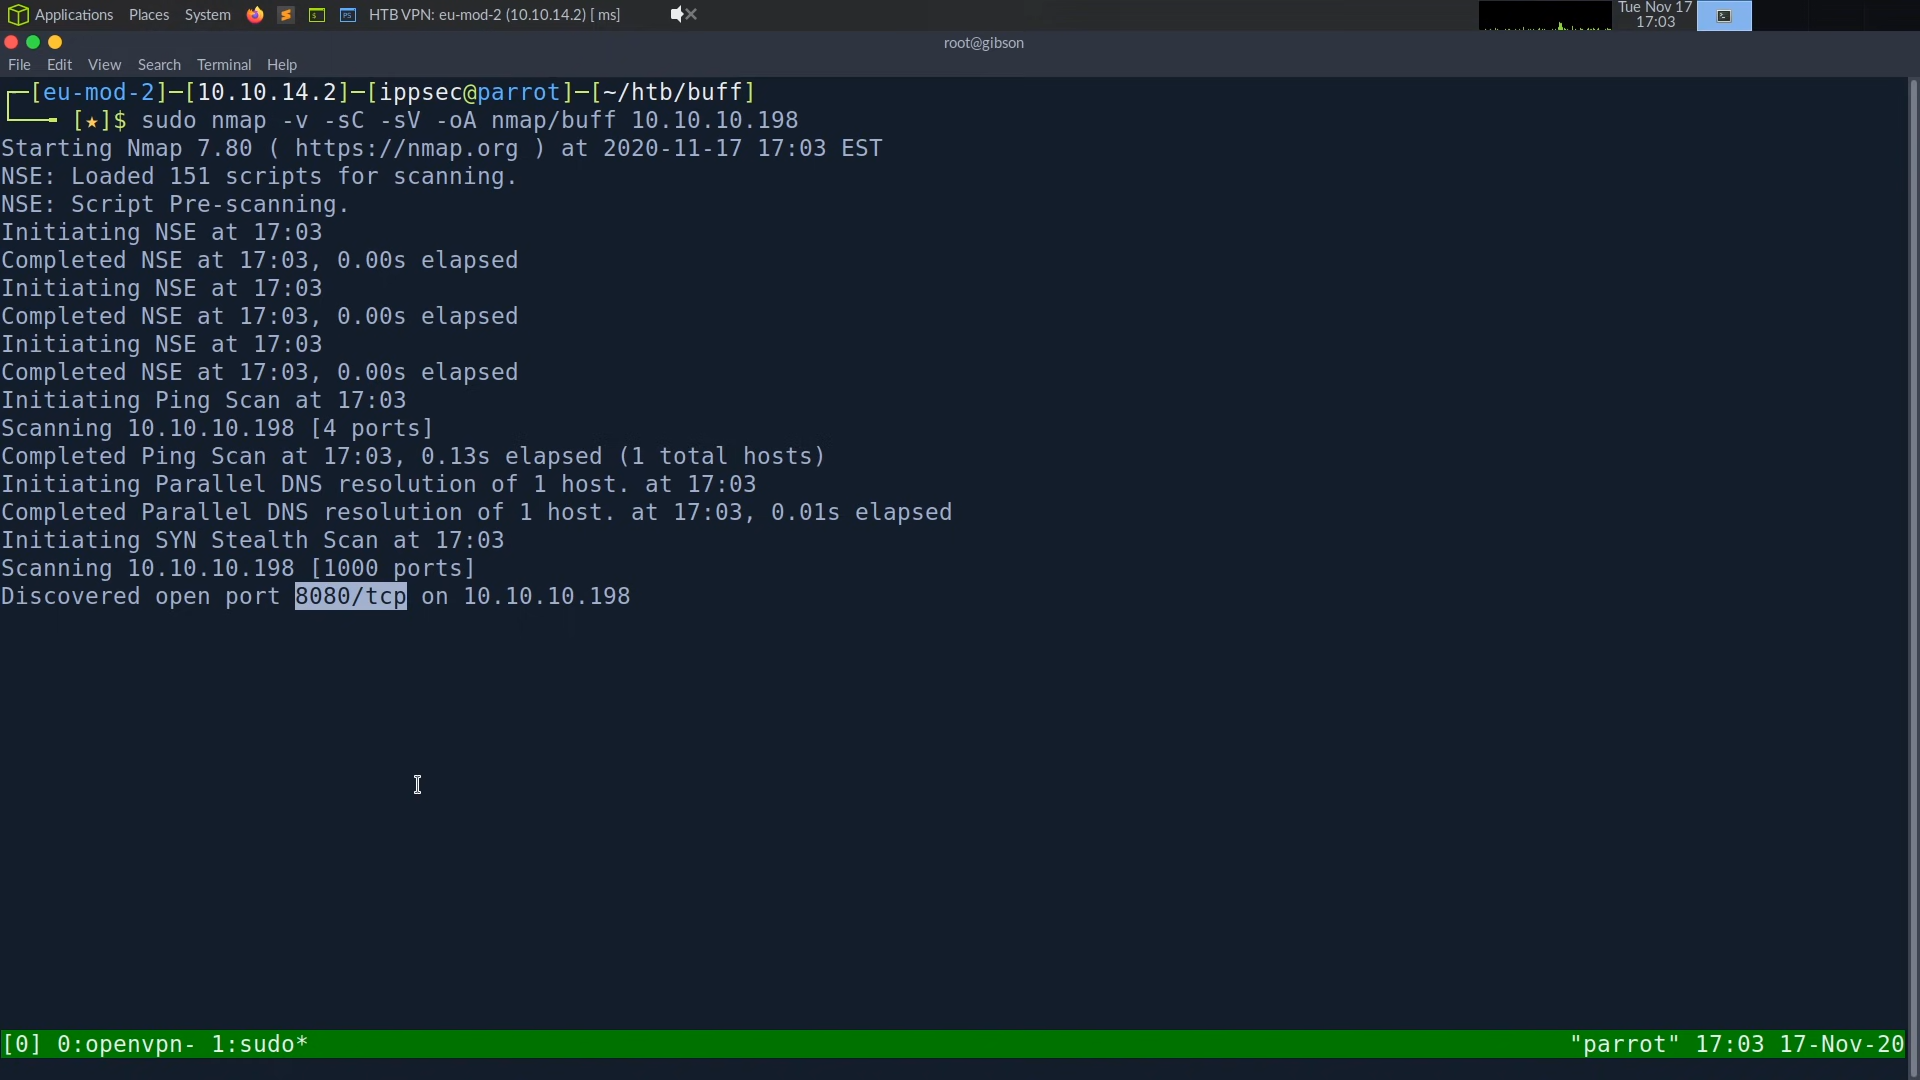 Applications Places System HTB VPN: eu-mod-2 (10.10.14.2) [ ms] Tue Nov 17
17:03
root@gibson
File Edit View Search Terminal Help
┌─[eu-mod-2]─[10.10.14.2]─[ippsec@parrot]─[~/htb/buff]
└──╼ [★]$ sudo nmap -v -sC -sV -oA nmap/buff 10.10.10.198
Starting Nmap 7.80 ( https://nmap.org ) at 2020-11-17 17:03 EST
NSE: Loaded 151 scripts for scanning.
NSE: Script Pre-scanning.
Initiating NSE at 17:03
Completed NSE at 17:03, 0.00s elapsed
Initiating NSE at 17:03
Completed NSE at 17:03, 0.00s elapsed
Initiating NSE at 17:03
Completed NSE at 17:03, 0.00s elapsed
Initiating Ping Scan at 17:03
Scanning 10.10.10.198 [4 ports]
Completed Ping Scan at 17:03, 0.13s elapsed (1 total hosts)
Initiating Parallel DNS resolution of 1 host. at 17:03
Completed Parallel DNS resolution of 1 host. at 17:03, 0.01s elapsed
Initiating SYN Stealth Scan at 17:03
Scanning 10.10.10.198 [1000 ports]
Discovered open port 8080/tcp on 10.10.10.198
[0] 0:openvpn- 1:sudo* "parrot" 17:03 17-Nov-20